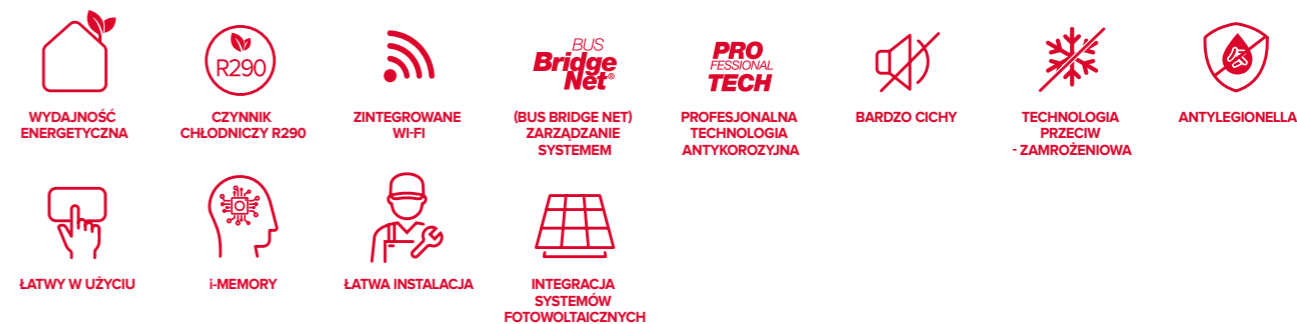 R290
BUS
Bridge
Net®
PRO
FESSIONAL
TECH
WYDAJNOŚĆ
ENERGETYCZNA
CZYNNIK
CHŁODNICZY R290
ZINTEGROWANE
WI-FI
(BUS BRIDGE NET)
ZARZĄDZANIE
SYSTEMEM
PROFESJONALNA
TECHNOLOGIA
ANTYKOROZYJNA
BARDZO CICHY
TECHNOLOGIA
PRZECIW
- ZAMROŻENIOWA
ANTYLEGIONELLA
ŁATWY W UŻYCIU
i-MEMORY
ŁATWA INSTALACJA
INTEGRACJA
SYSTEMÓW
FOTOWOLTAICZNYCH